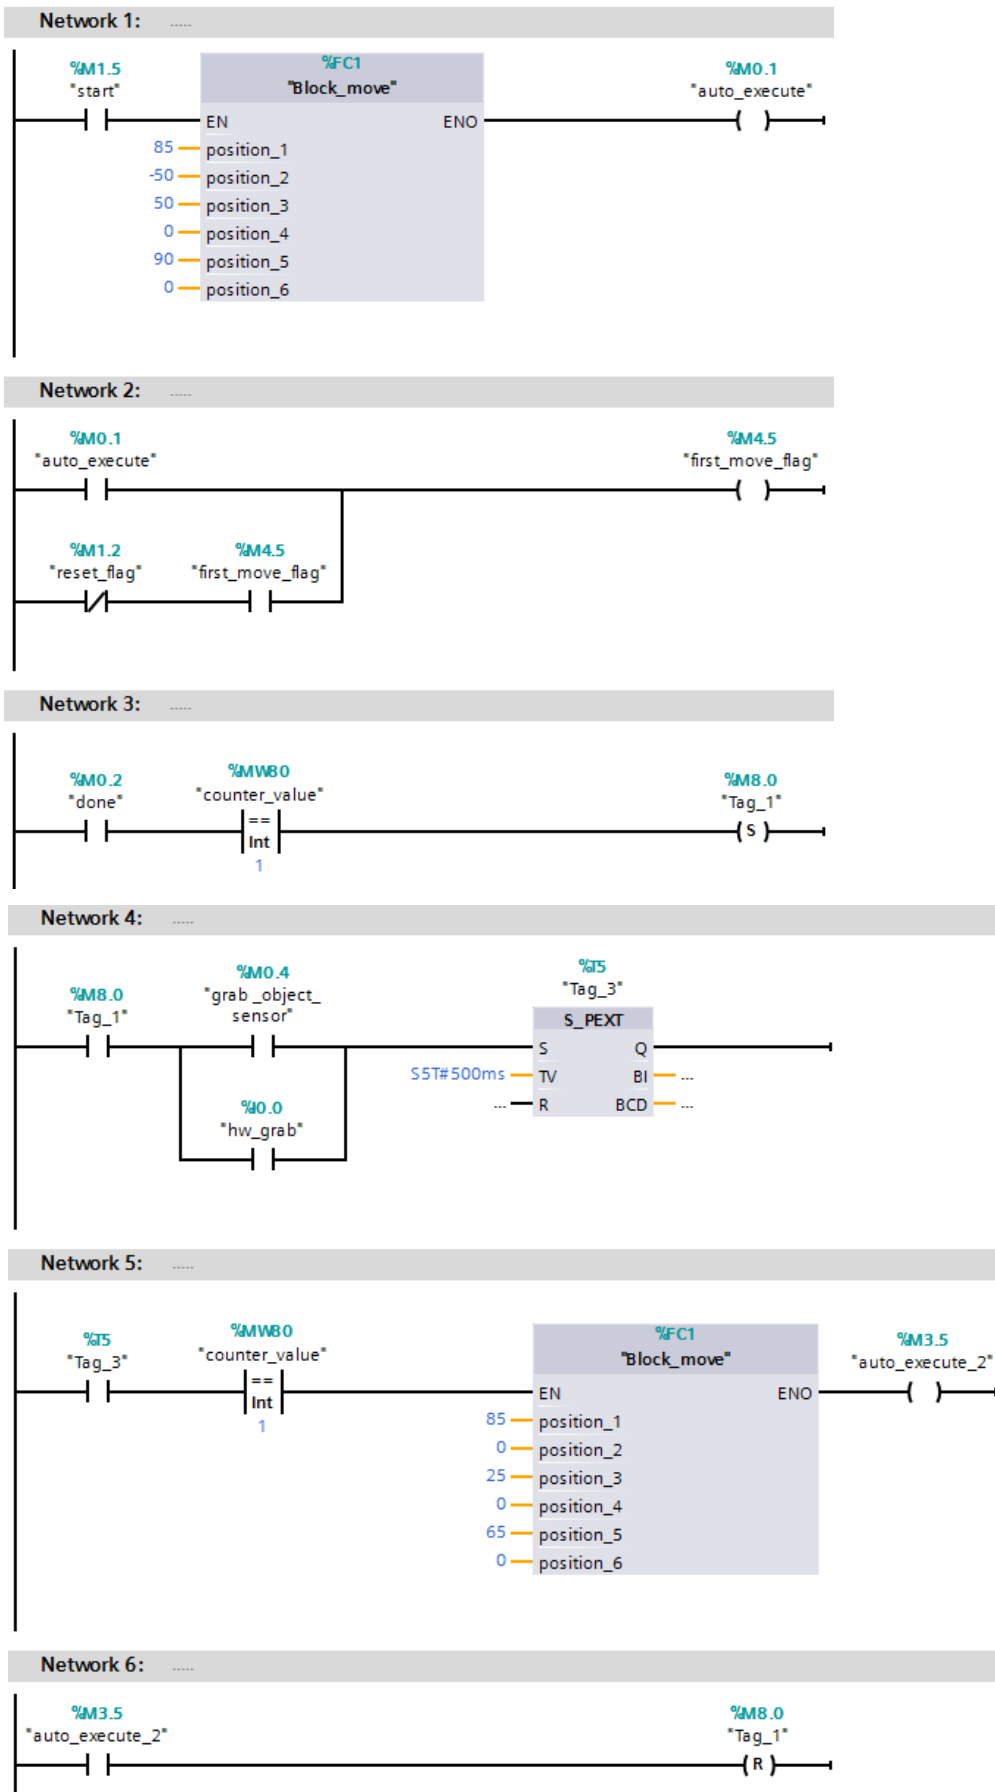 Network 1: .....
%M1.5
"start"
%FC1
"Block_move"
%M0.1
"auto_execute"
EN ENO
85 position_1
-50 position_2
50 position_3
0 position_4
90 position_5
0 position_6
Network 2: .....
%M0.1
"auto_execute"
%M4.5
"first_move_flag"
%M1.2
"reset_flag"
%M4.5
"first_move_flag"
Network 3: .....
%M0.2
"done"
%MW80
"counter_value"
==
Int
1
%M8.0
"Tag_1"
S
Network 4: .....
%M8.0
"Tag_1"
%M0.4
"grab _object_
sensor"
%I0.0
"hw_grab"
%T5
"Tag_3"
S_PEXT
S Q
S5T#500ms TV BI ...
... R BCD ...
Network 5: .....
%T5
"Tag_3"
%MW80
"counter_value"
==
Int
1
%FC1
"Block_move"
%M3.5
"auto_execute_2"
EN ENO
85 position_1
0 position_2
25 position_3
0 position_4
65 position_5
0 position_6
Network 6: .....
%M3.5
"auto_execute_2"
%M8.0
"Tag_1"
R